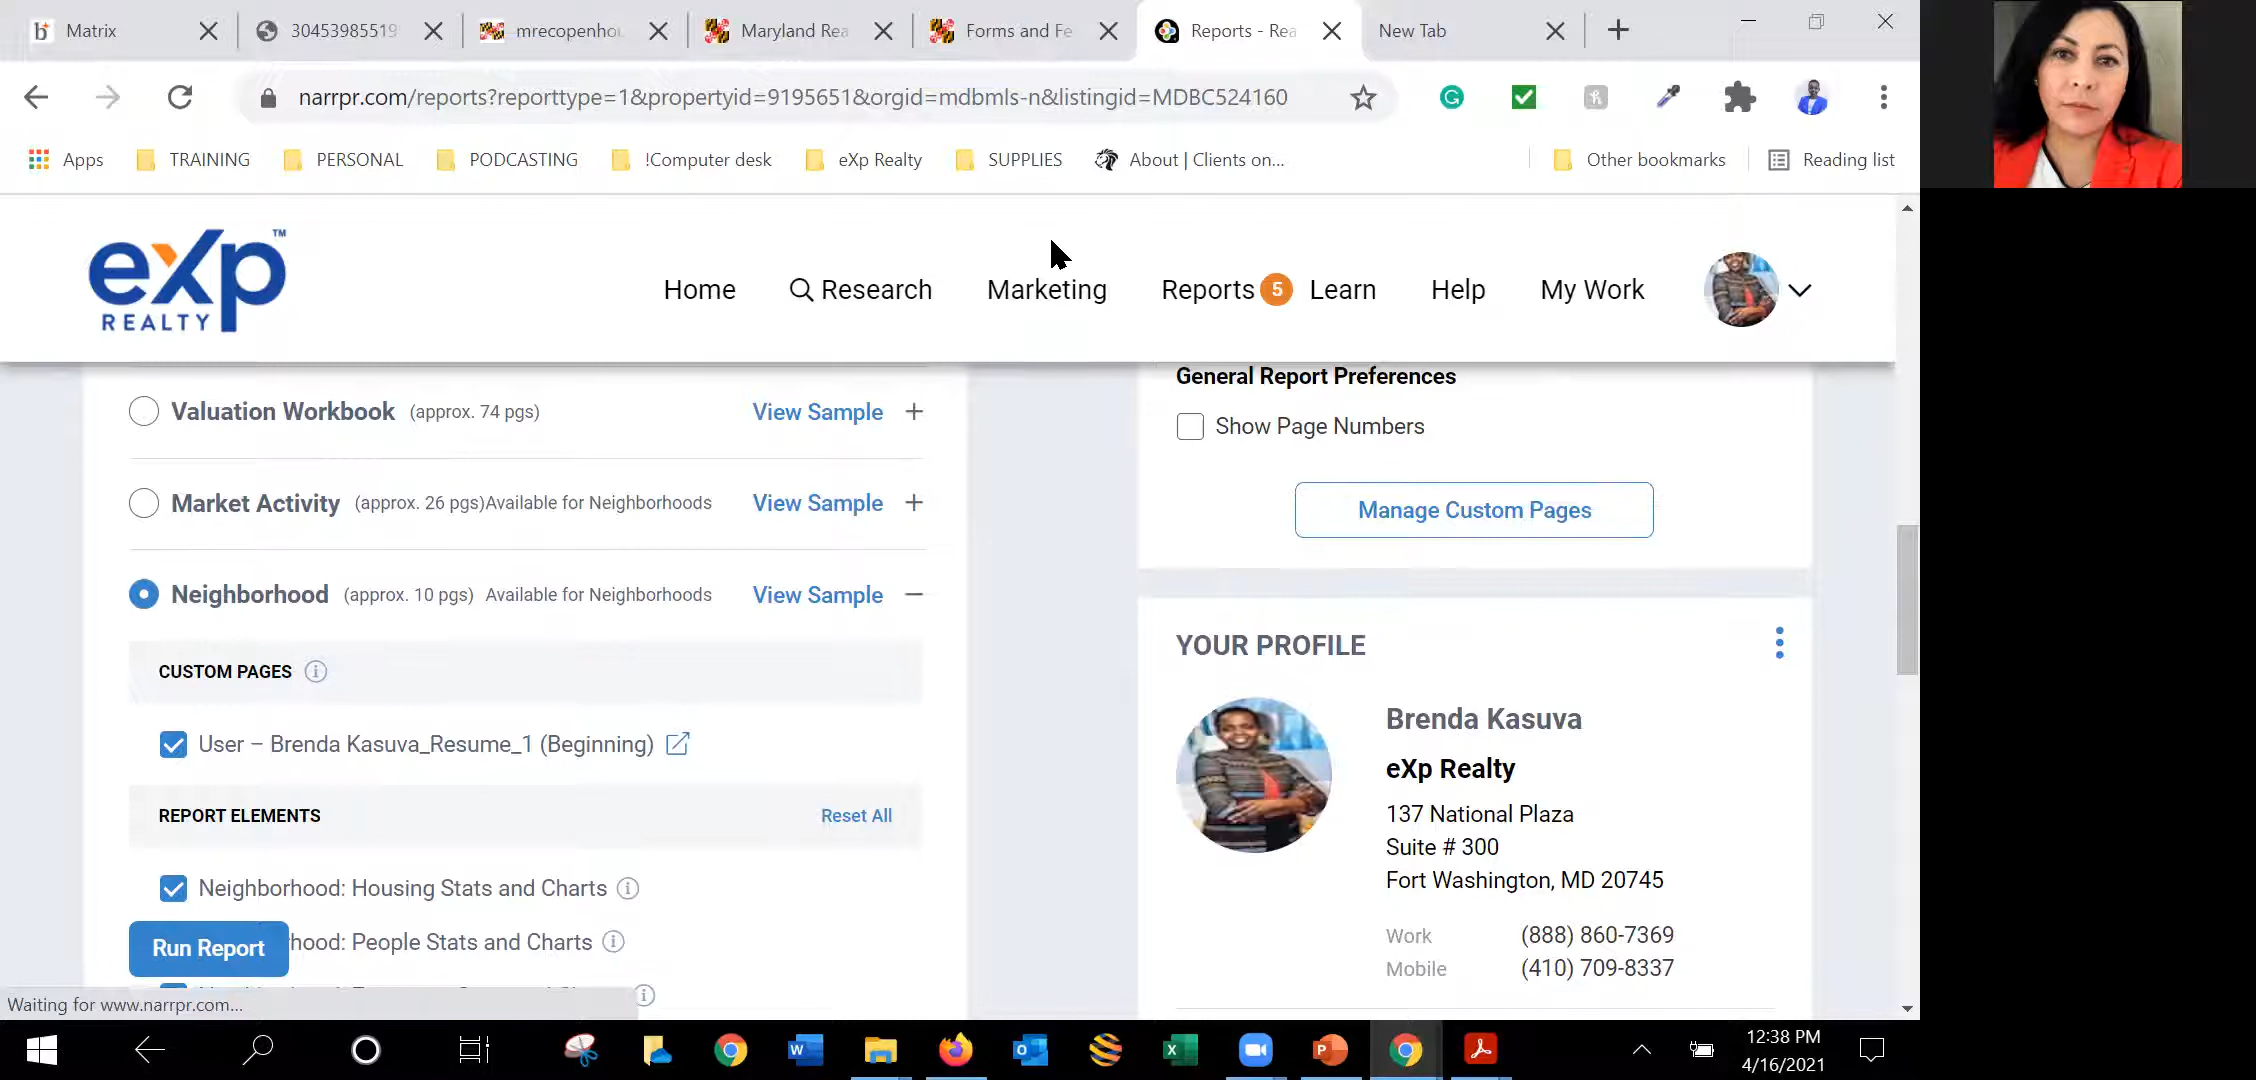 Matrix
30453985519
mrecopenhou
Maryland Rea
Forms and Fe
Reports - Rea
New Tab
narrpr.com/reports?reporttype=1&propertyid=9195651&orgid=mdbmls-n&listingid=MDBC524160
Apps
TRAINING
PERSONAL
PODCASTING
!Computer desk
eXp Realty
SUPPLIES
About | Clients on...
Other bookmarks
Reading list
eXp™
REALTY
Home
Research
Marketing
Reports 5
Learn
Help
My Work
Valuation Workbook (approx. 74 pgs) View Sample +
Market Activity (approx. 26 pgs)Available for Neighborhoods View Sample +
Neighborhood (approx. 10 pgs) Available for Neighborhoods View Sample −
CUSTOM PAGES
User – Brenda Kasuva_Resume_1 (Beginning)
REPORT ELEMENTS Reset All
Neighborhood: Housing Stats and Charts
hood: People Stats and Charts
Run Report
Waiting for www.narrpr.com...
General Report Preferences
Show Page Numbers
Manage Custom Pages
YOUR PROFILE
Brenda Kasuva
eXp Realty
137 National Plaza
Suite # 300
Fort Washington, MD 20745
Work (888) 860-7369
Mobile (410) 709-8337
12:38 PM
4/16/2021